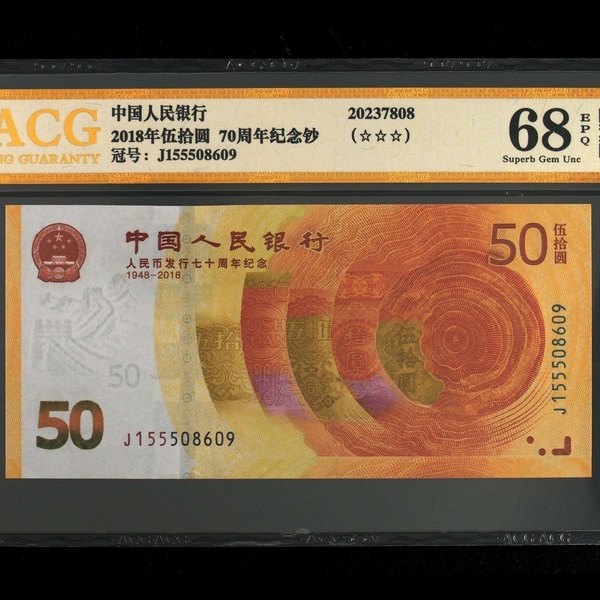 ACG
NG GUARANTY
中国人民银行
2018年伍拾圆 70周年纪念钞
冠号: J155508609
20237808
(☆☆☆)
68
EPQ
Superb Gem Unc
中国人民银行
人民币发行七十周年纪念
1948-2018
50
伍拾圆
伍拾圆
50
50
J155508609
J155508609